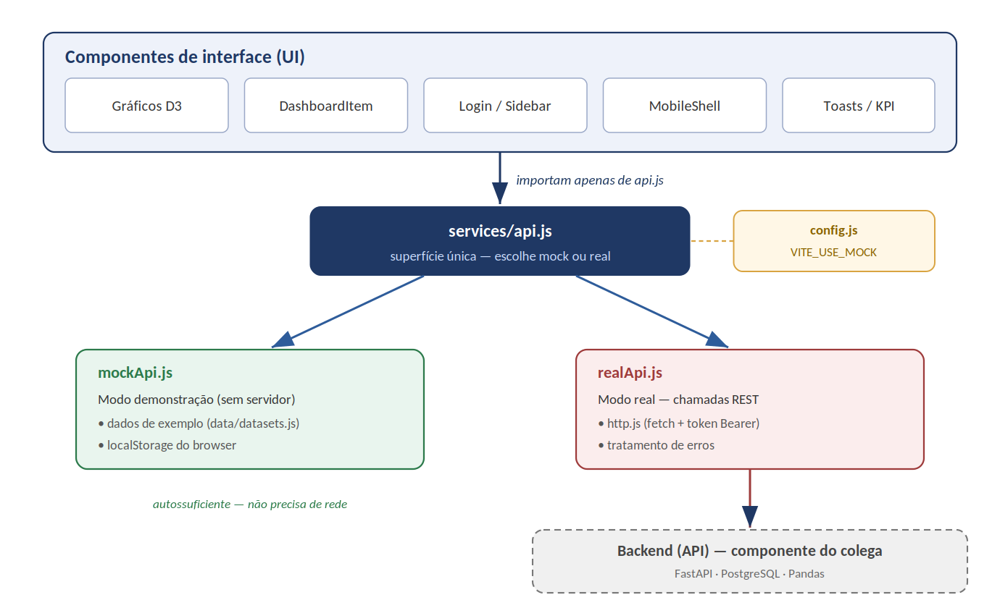 Componentes de interface (UI)
Gráficos D3
DashboardItem
Login / Sidebar
MobileShell
Toasts / KPI
importam apenas de api.js
services/api.js
superfície única — escolhe mock ou real
config.js
VITE_USE_MOCK
mockApi.js
Modo demonstração (sem servidor)
• dados de exemplo (data/datasets.js)
• localStorage do browser
realApi.js
Modo real — chamadas REST
• http.js (fetch + token Bearer)
• tratamento de erros
autossuficiente — não precisa de rede
Backend (API) — componente do colega
FastAPI · PostgreSQL · Pandas